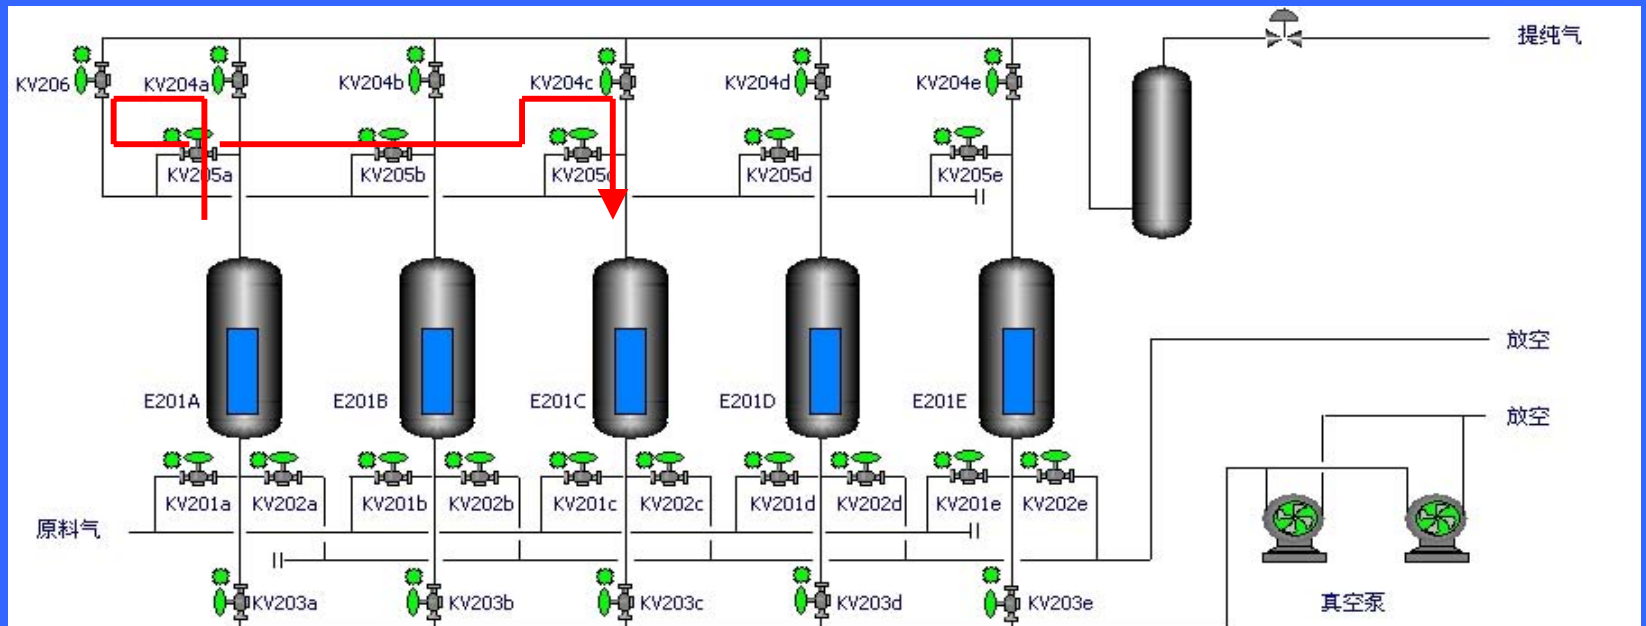 提纯气
KV206
KV204a
KV204b
KV204c
KV204d
KV204e
KV205a
KV205b
KV205c
KV205d
KV205e
放空
E201A
E201B
E201C
E201D
E201E
放空
KV201a
KV202a
KV201b
KV202b
KV201c
KV202c
KV201d
KV202d
KV201e
KV202e
原料气
KV203a
KV203b
KV203c
KV203d
KV203e
真空泵